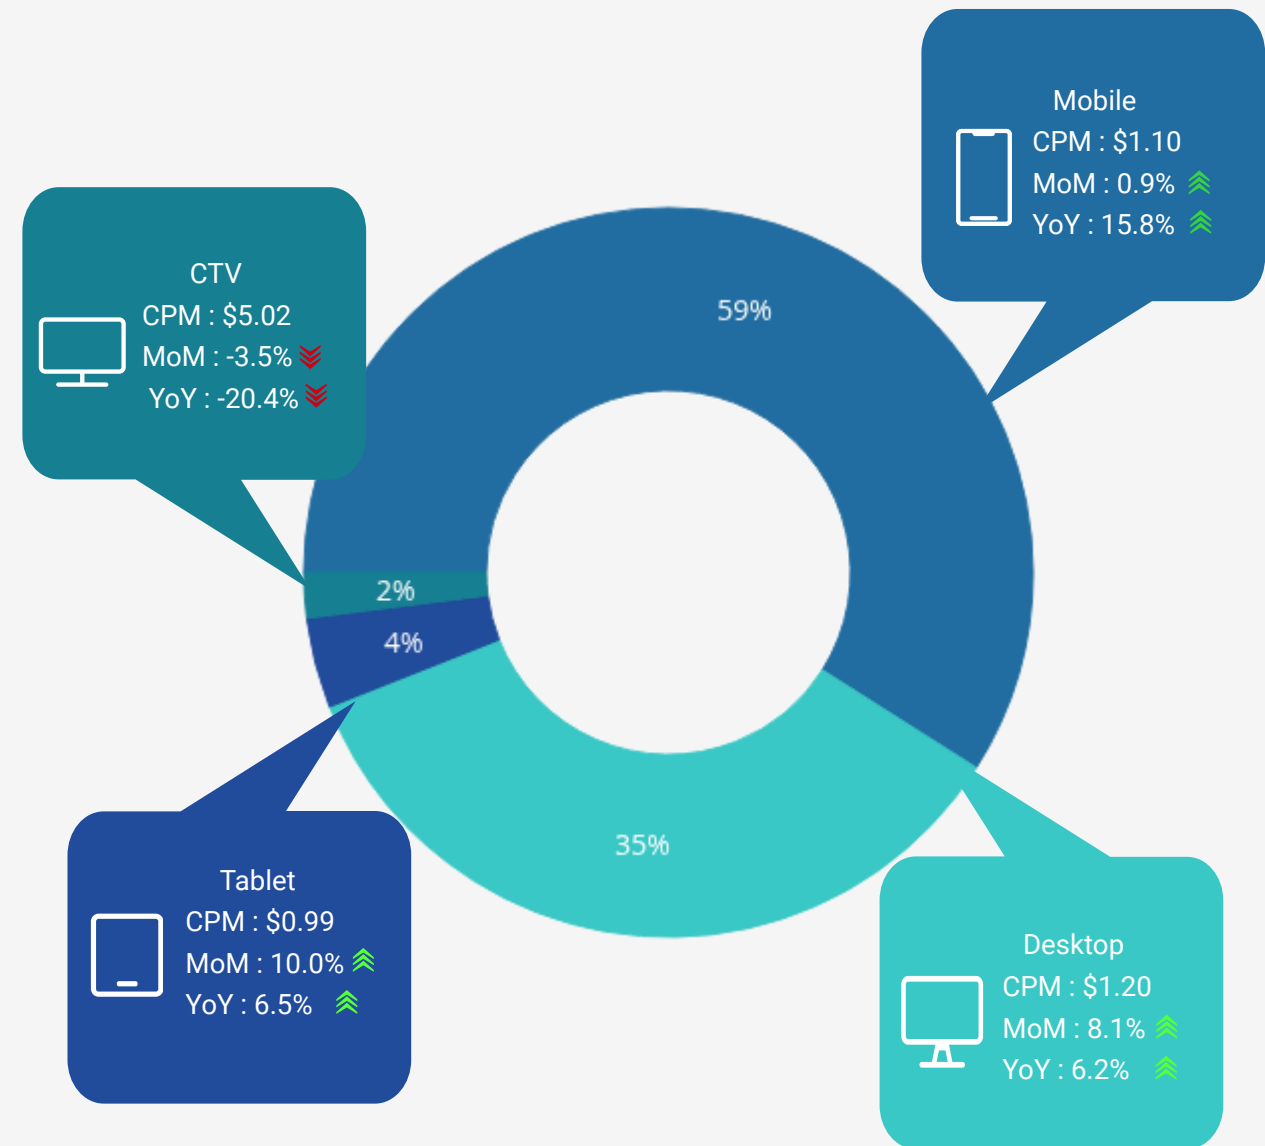 Mobile
CPM : $1.10
MoM : 0.9%
YoY : 15.8%
CTV
CPM : $5.02
MoM : -3.5%
YoY : -20.4%
59%
2%
4%
35%
Tablet
CPM : $0.99
MoM : 10.0%
YoY : 6.5%
Desktop
CPM : $1.20
MoM : 8.1%
YoY : 6.2%